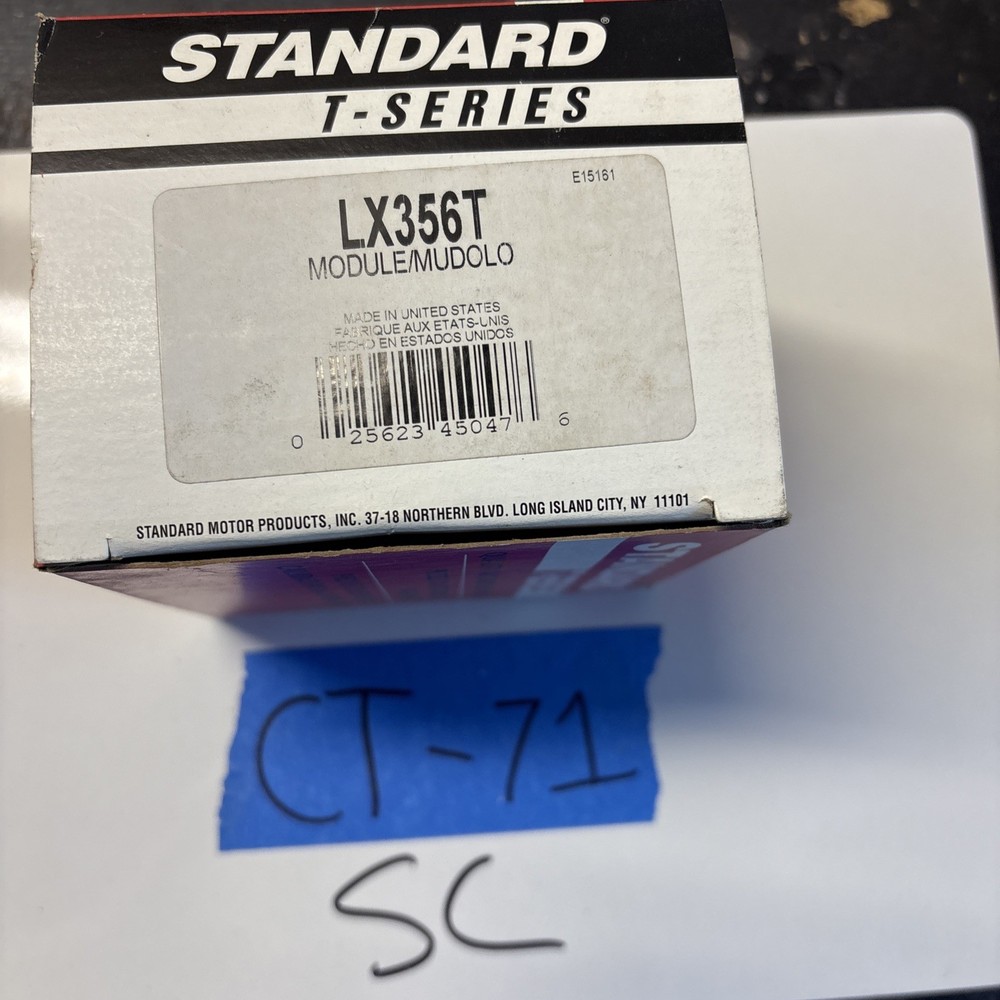 STANDARD®
T-SERIES
E15161
LX356T
MODULE/MUDOLO
MADE IN UNITED STATES
FABRIQUE AUX ETATS-UNIS
HECHO EN ESTADOS UNIDOS
0 25623 45047 6
STANDARD MOTOR PRODUCTS, INC. 37-18 NORTHERN BLVD. LONG ISLAND CITY, NY 11101
CT-71
SC